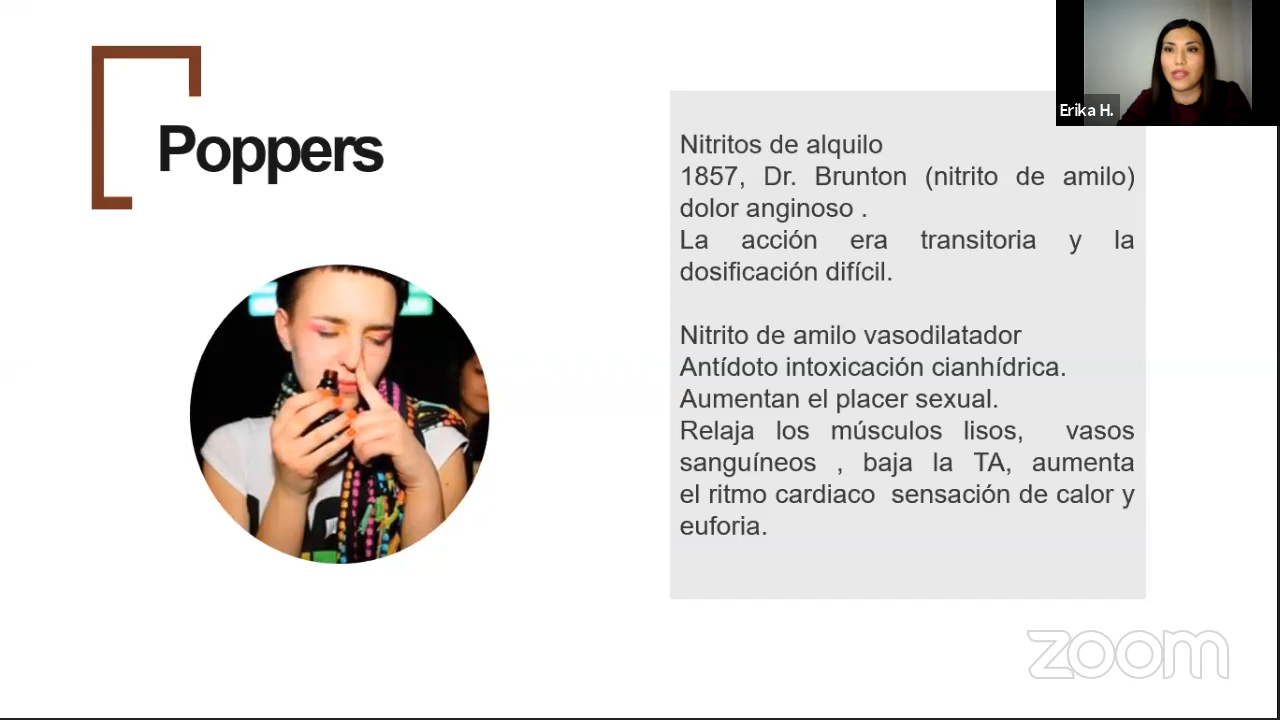 Poppers
Erika H.
Nitritos de alquilo
1857, Dr. Brunton (nitrito de amilo)
dolor anginoso .
La acción era transitoria y la
dosificación difícil.
Nitrito de amilo vasodilatador
Antídoto intoxicación cianhídrica.
Aumentan el placer sexual.
Relaja los músculos lisos, vasos
sanguíneos , baja la TA, aumenta
el ritmo cardiaco sensación de calor y
euforia.
zoom